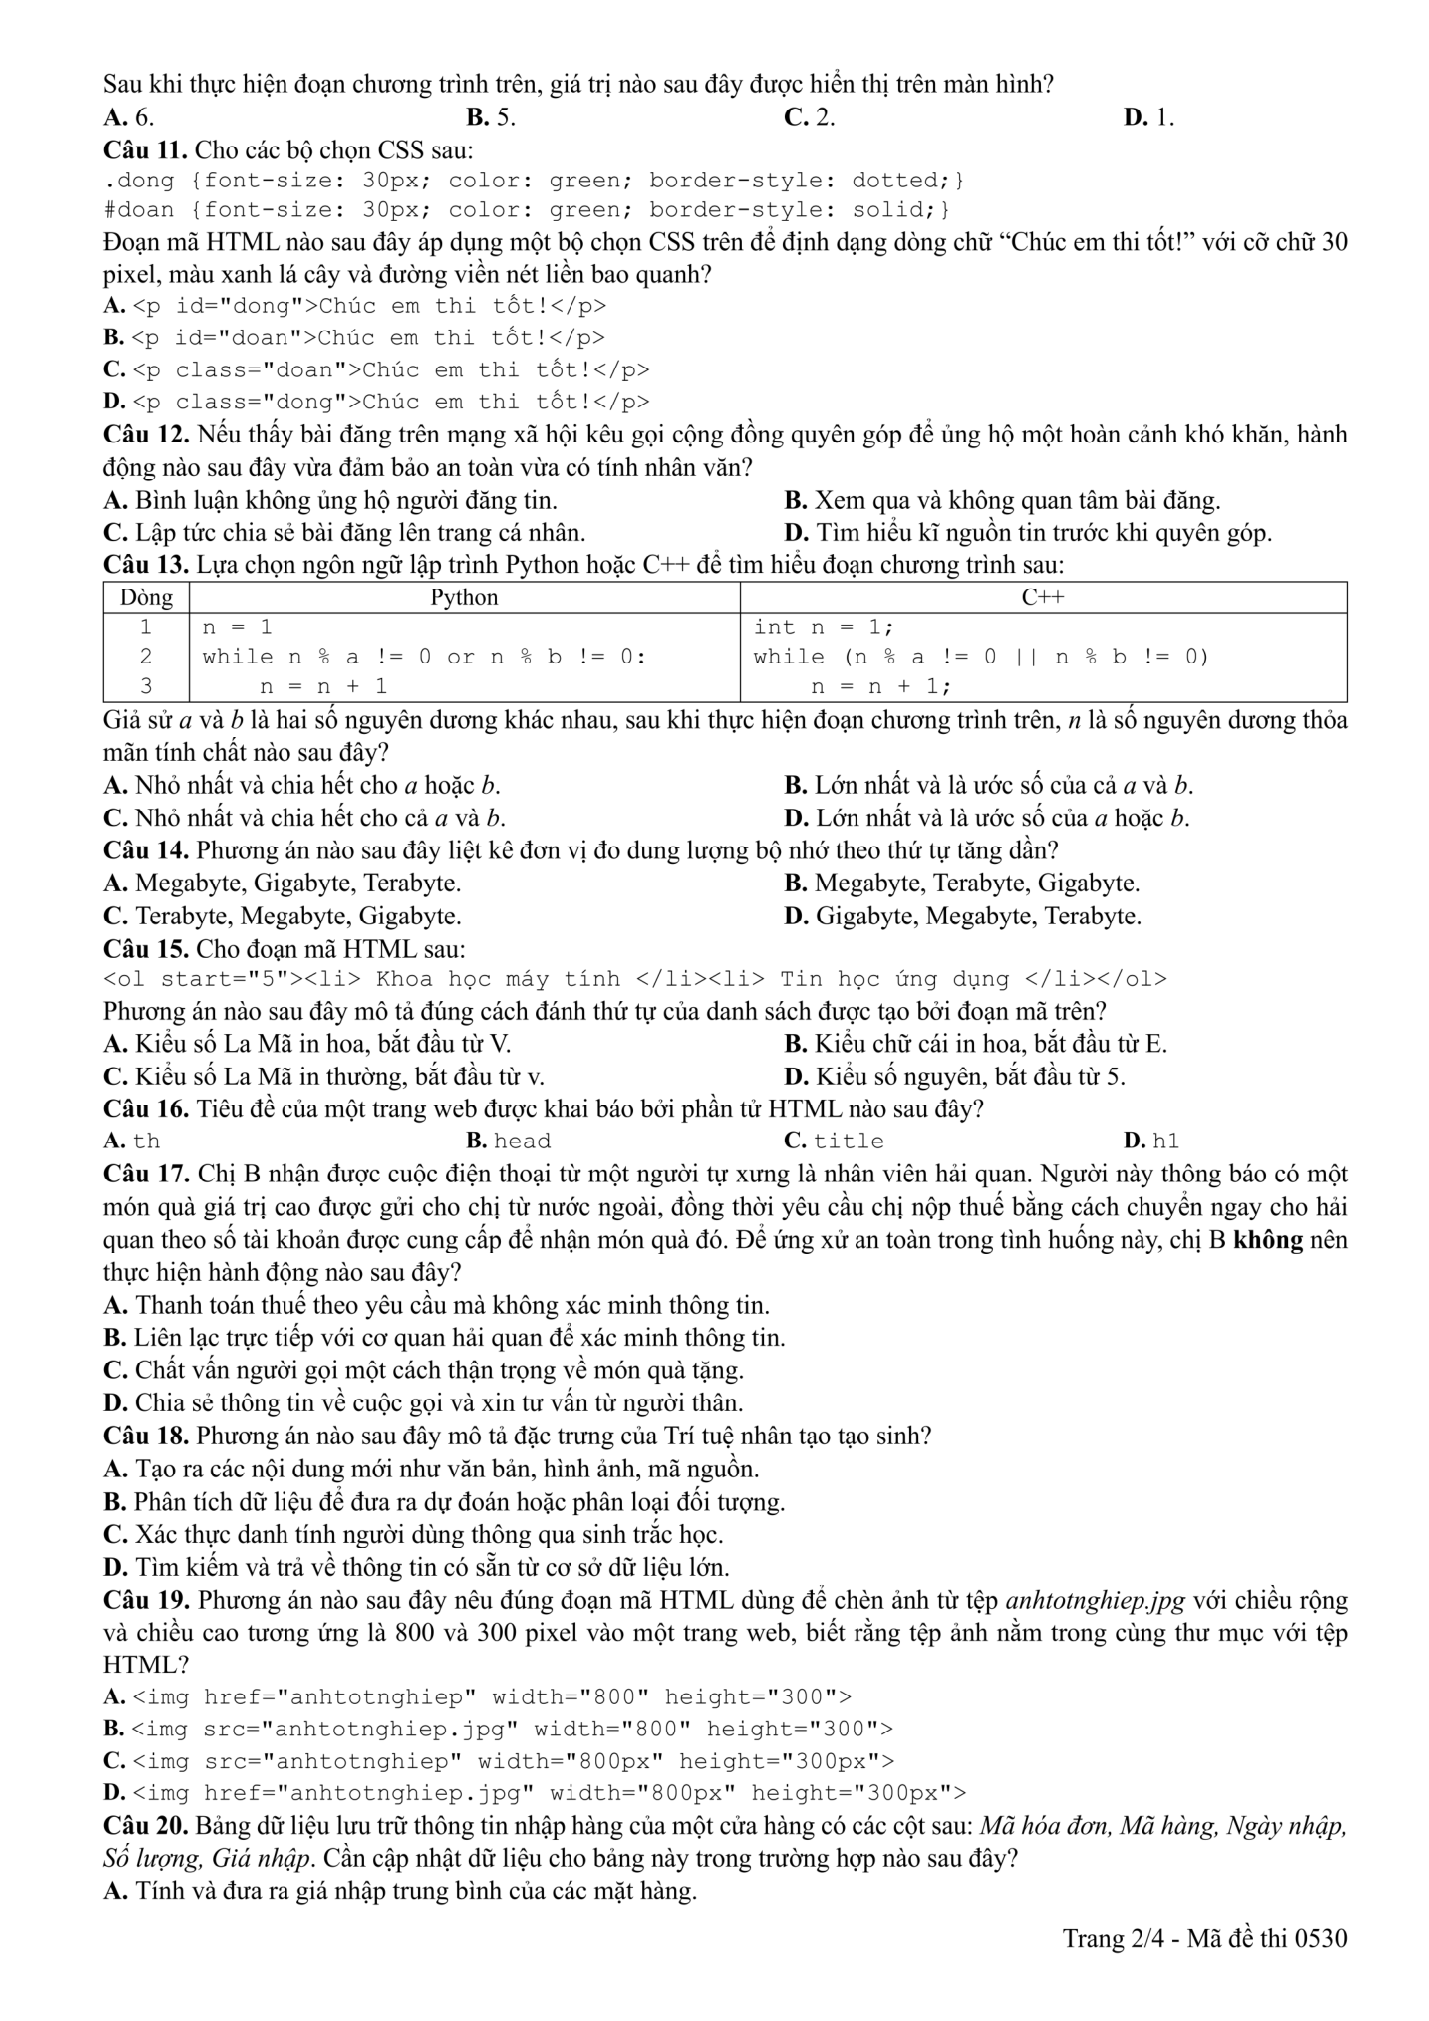 Sau khi thực hiện đoạn chương trình trên, giá trị nào sau đây được hiển thị trên màn hình?
A. 6. B. 5. C. 2. D. 1.
Câu 11. Cho các bộ chọn CSS sau:
.dong {font-size: 30px; color: green; border-style: dotted;}
#doan {font-size: 30px; color: green; border-style: solid;}
Đoạn mã HTML nào sau đây áp dụng một bộ chọn CSS trên để định dạng dòng chữ “Chúc em thi tốt!” với cỡ chữ 30
pixel, màu xanh lá cây và đường viền nét liền bao quanh?
A. <p id="dong">Chúc em thi tốt!</p>
B. <p id="doan">Chúc em thi tốt!</p>
C. <p class="doan">Chúc em thi tốt!</p>
D. <p class="dong">Chúc em thi tốt!</p>
Câu 12. Nếu thấy bài đăng trên mạng xã hội kêu gọi cộng đồng quyên góp để ủng hộ một hoàn cảnh khó khăn, hành
động nào sau đây vừa đảm bảo an toàn vừa có tính nhân văn?
A. Bình luận không ủng hộ người đăng tin. B. Xem qua và không quan tâm bài đăng.
C. Lập tức chia sẻ bài đăng lên trang cá nhân. D. Tìm hiểu kĩ nguồn tin trước khi quyên góp.
Câu 13. Lựa chọn ngôn ngữ lập trình Python hoặc C++ để tìm hiểu đoạn chương trình sau:
Dòng Python C++
1 n = 1 int n = 1;
2 while n % a != 0 or n % b != 0: while (n % a != 0 || n % b != 0)
3 n = n + 1 n = n + 1;
Giả sử a và b là hai số nguyên dương khác nhau, sau khi thực hiện đoạn chương trình trên, n là số nguyên dương thỏa
mãn tính chất nào sau đây?
A. Nhỏ nhất và chia hết cho a hoặc b. B. Lớn nhất và là ước số của cả a và b.
C. Nhỏ nhất và chia hết cho cả a và b. D. Lớn nhất và là ước số của a hoặc b.
Câu 14. Phương án nào sau đây liệt kê đơn vị đo dung lượng bộ nhớ theo thứ tự tăng dần?
A. Megabyte, Gigabyte, Terabyte. B. Megabyte, Terabyte, Gigabyte.
C. Terabyte, Megabyte, Gigabyte. D. Gigabyte, Megabyte, Terabyte.
Câu 15. Cho đoạn mã HTML sau:
<ol start="5"><li> Khoa học máy tính </li><li> Tin học ứng dụng </li></ol>
Phương án nào sau đây mô tả đúng cách đánh thứ tự của danh sách được tạo bởi đoạn mã trên?
A. Kiểu số La Mã in hoa, bắt đầu từ V. B. Kiểu chữ cái in hoa, bắt đầu từ E.
C. Kiểu số La Mã in thường, bắt đầu từ v. D. Kiểu số nguyên, bắt đầu từ 5.
Câu 16. Tiêu đề của một trang web được khai báo bởi phần tử HTML nào sau đây?
A. th B. head C. title D. h1
Câu 17. Chị B nhận được cuộc điện thoại từ một người tự xưng là nhân viên hải quan. Người này thông báo có một
món quà giá trị cao được gửi cho chị từ nước ngoài, đồng thời yêu cầu chị nộp thuế bằng cách chuyển ngay cho hải
quan theo số tài khoản được cung cấp để nhận món quà đó. Để ứng xử an toàn trong tình huống này, chị B không nên
thực hiện hành động nào sau đây?
A. Thanh toán thuế theo yêu cầu mà không xác minh thông tin.
B. Liên lạc trực tiếp với cơ quan hải quan để xác minh thông tin.
C. Chất vấn người gọi một cách thận trọng về món quà tặng.
D. Chia sẻ thông tin về cuộc gọi và xin tư vấn từ người thân.
Câu 18. Phương án nào sau đây mô tả đặc trưng của Trí tuệ nhân tạo tạo sinh?
A. Tạo ra các nội dung mới như văn bản, hình ảnh, mã nguồn.
B. Phân tích dữ liệu để đưa ra dự đoán hoặc phân loại đối tượng.
C. Xác thực danh tính người dùng thông qua sinh trắc học.
D. Tìm kiếm và trả về thông tin có sẵn từ cơ sở dữ liệu lớn.
Câu 19. Phương án nào sau đây nêu đúng đoạn mã HTML dùng để chèn ảnh từ tệp anhtotnghiep.jpg với chiều rộng
và chiều cao tương ứng là 800 và 300 pixel vào một trang web, biết rằng tệp ảnh nằm trong cùng thư mục với tệp
HTML?
A. <img href="anhtotnghiep" width="800" height="300">
B. <img src="anhtotnghiep.jpg" width="800" height="300">
C. <img src="anhtotnghiep" width="800px" height="300px">
D. <img href="anhtotnghiep.jpg" width="800px" height="300px">
Câu 20. Bảng dữ liệu lưu trữ thông tin nhập hàng của một cửa hàng có các cột sau: Mã hóa đơn, Mã hàng, Ngày nhập,
Số lượng, Giá nhập. Cần cập nhật dữ liệu cho bảng này trong trường hợp nào sau đây?
A. Tính và đưa ra giá nhập trung bình của các mặt hàng.
Trang 2/4 - Mã đề thi 0530